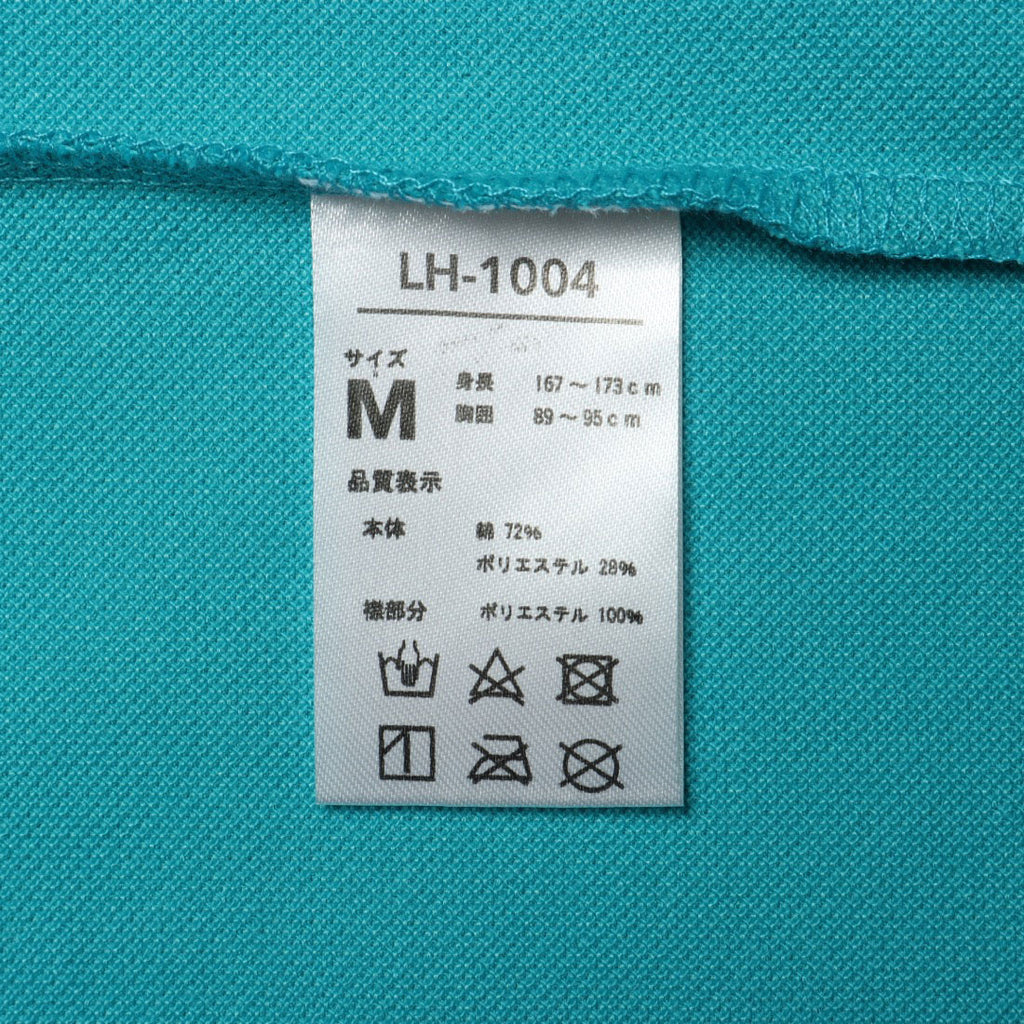 LH-1004
サイズ
M
身長 167～173cm
胸囲 89～95cm
品質表示
本体 綿 72%
ポリエステル 28%
様部分 ポリエステル 100%